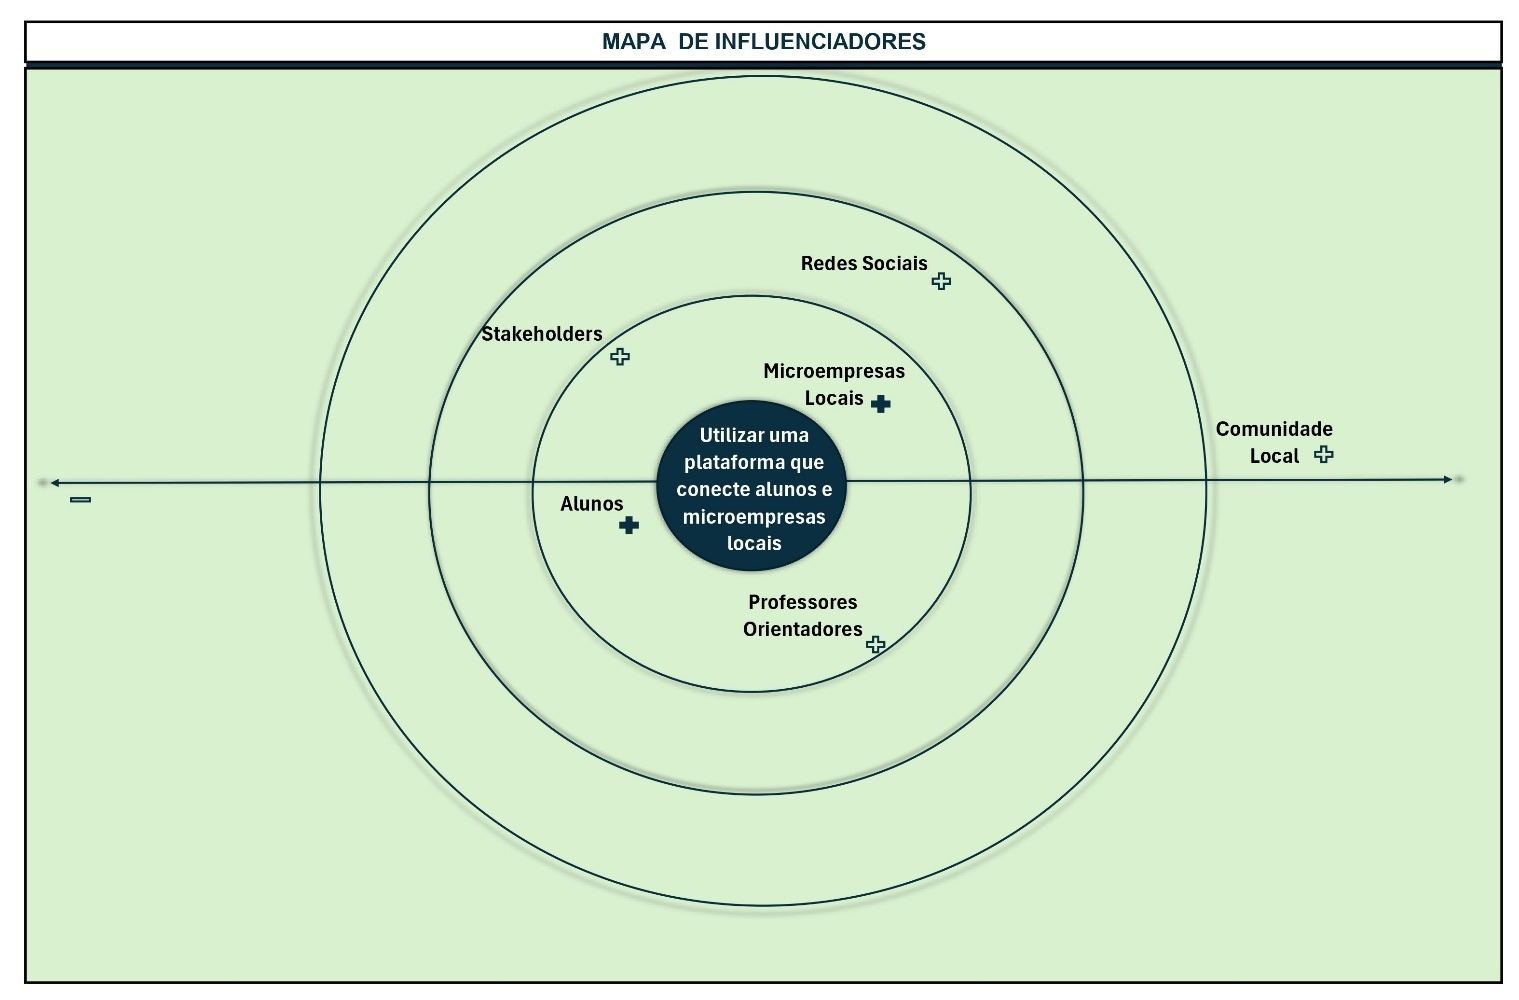 MAPA DE INFLUENCIADORES
Redes Sociais
Stakeholders
Microempresas
Locais
Comunidade
Local
Utilizar uma
plataforma que
conecte alunos e
microempresas
locais
Alunos
Professores
Orientadores